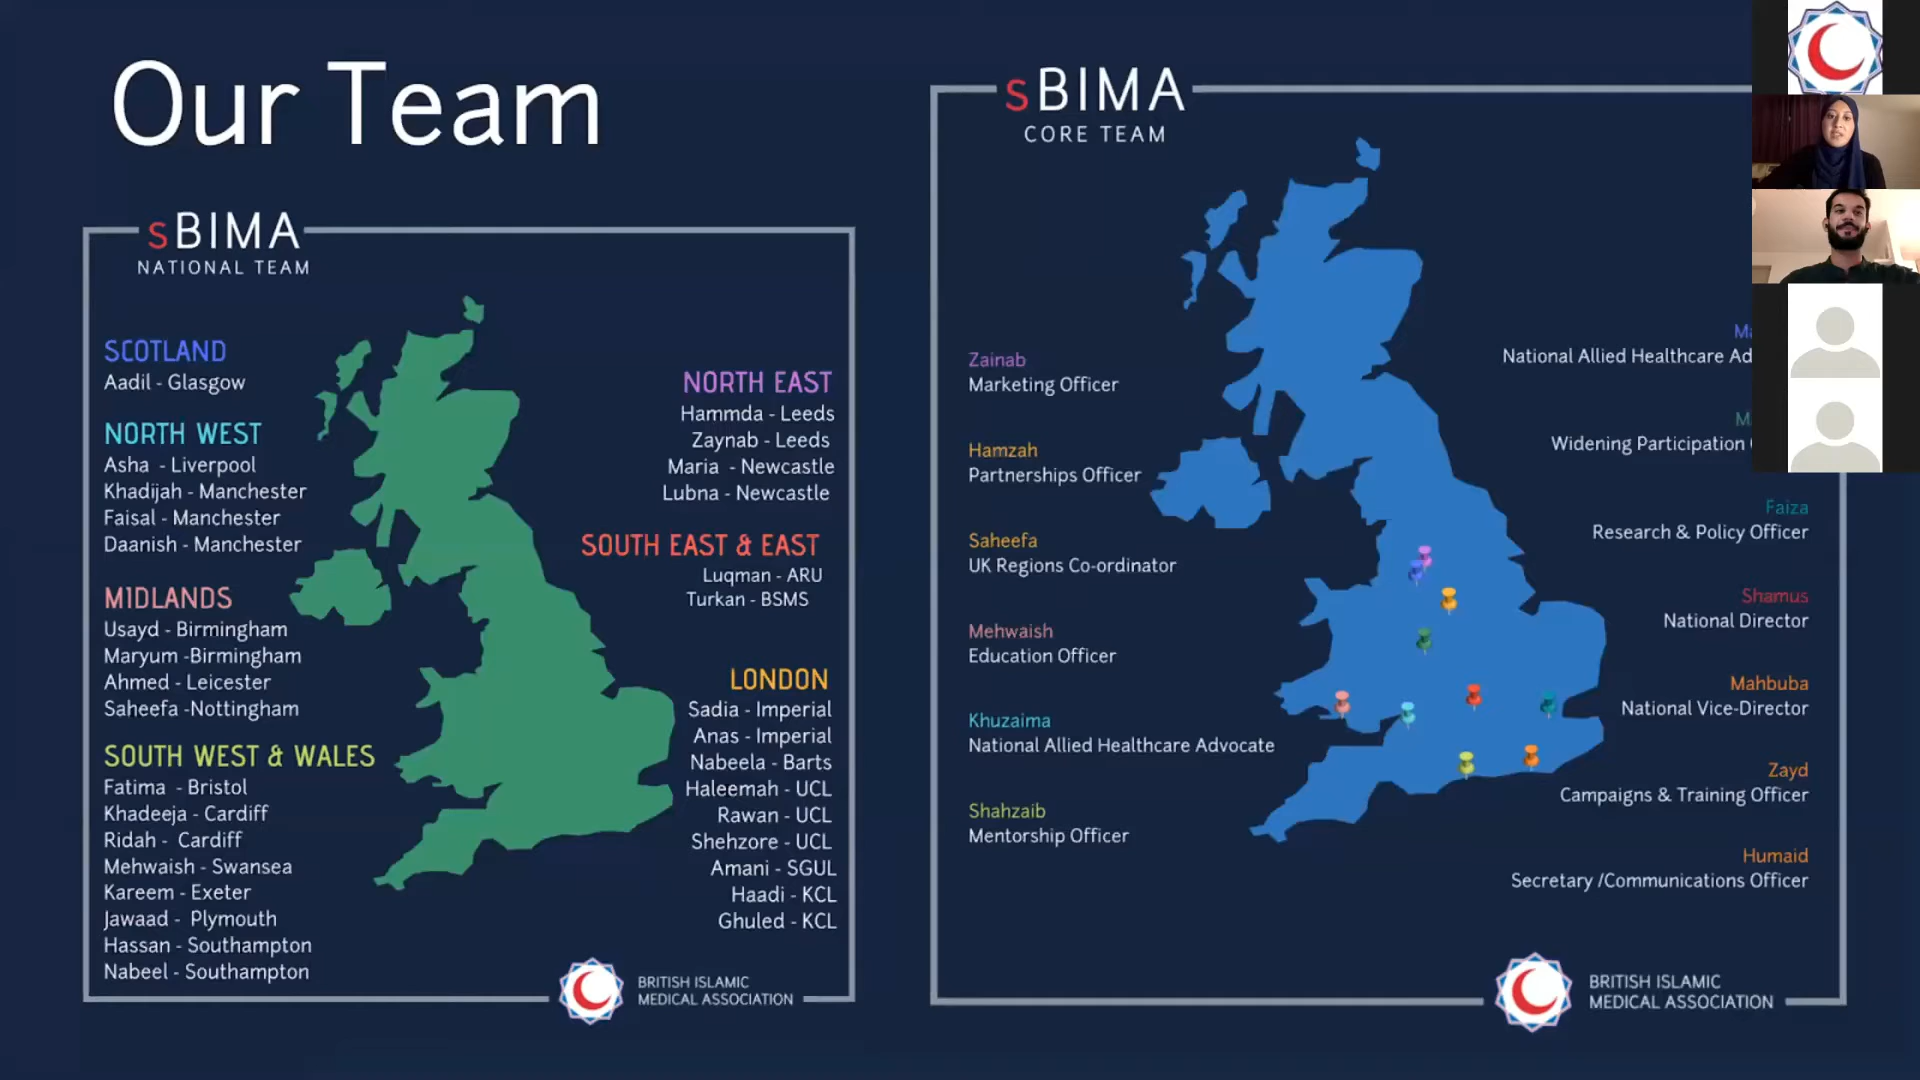 Our Team
sBIMA
NATIONAL TEAM
SCOTLAND
Aadil - Glasgow
NORTH WEST
Asha - Liverpool
Khadijah - Manchester
Faisal - Manchester
Daanish - Manchester
MIDLANDS
Usayd - Birmingham
Maryum -Birmingham
Ahmed - Leicester
Saheefa -Nottingham
SOUTH WEST & WALES
Fatima - Bristol
Khadeeja - Cardiff
Ridah - Cardiff
Mehwaish - Swansea
Kareem - Exeter
Jawaad - Plymouth
Hassan - Southampton
Nabeel - Southampton
NORTH EAST
Hammda - Leeds
Zaynab - Leeds
Maria - Newcastle
Lubna - Newcastle
SOUTH EAST & EAST
Luqman - ARU
Turkan - BSMS
LONDON
Sadia - Imperial
Anas - Imperial
Nabeela - Barts
Haleemah - UCL
Rawan - UCL
Shehzore - UCL
Amani - SGUL
Haadi - KCL
Ghuled - KCL
BRITISH ISLAMIC
MEDICAL ASSOCIATION
sBIMA
CORE TEAM
Zainab
Marketing Officer
Hamzah
Partnerships Officer
Saheefa
UK Regions Co-ordinator
Mehwaish
Education Officer
Khuzaima
National Allied Healthcare Advocate
Shahzaib
Mentorship Officer
National Allied Healthcare
Widening Participation
Faiza
Research & Policy Officer
Shamus
National Director
Mahbuba
National Vice-Director
Zayd
Campaigns & Training Officer
Humaid
Secretary /Communications Officer
BRITISH ISLAMIC
MEDICAL ASSOCIATION